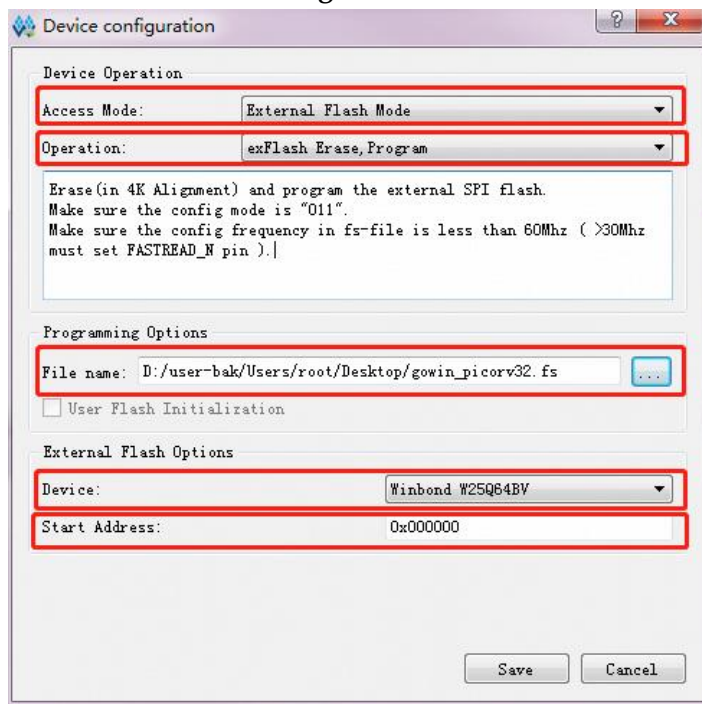 Device configuration
Device Operation
Access Mode: External Flash Mode
Operation: exFlash Erase,Program
Erase(in 4K Alignment) and program the external SPI flash.
Make sure the config mode is "011".
Make sure the config frequency in fs-file is less than 60Mhz ( >30Mhz
must set FASTREAD_N pin ).
Programming Options
File name: D:/user-bak/Users/root/Desktop/gowin_picorv32.fs ...
User Flash Initialization
External Flash Options
Device: Winbond W25Q64BV
Start Address: 0x000000
Save Cancel